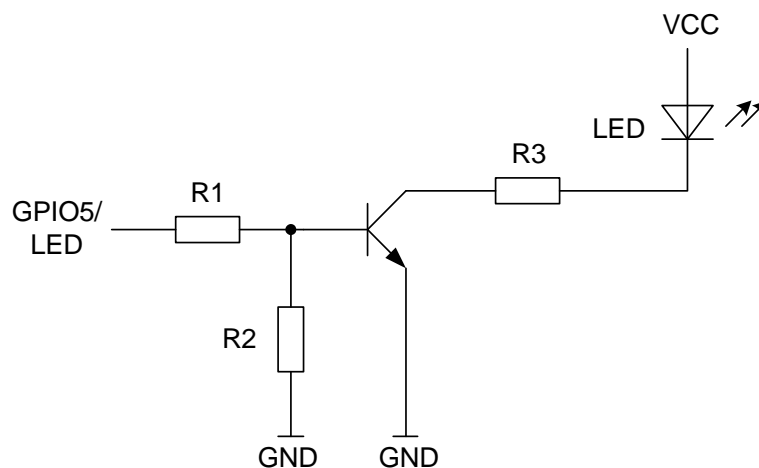 VCC
LED
R3
R1
GPIO5/
LED
R2
GND
GND